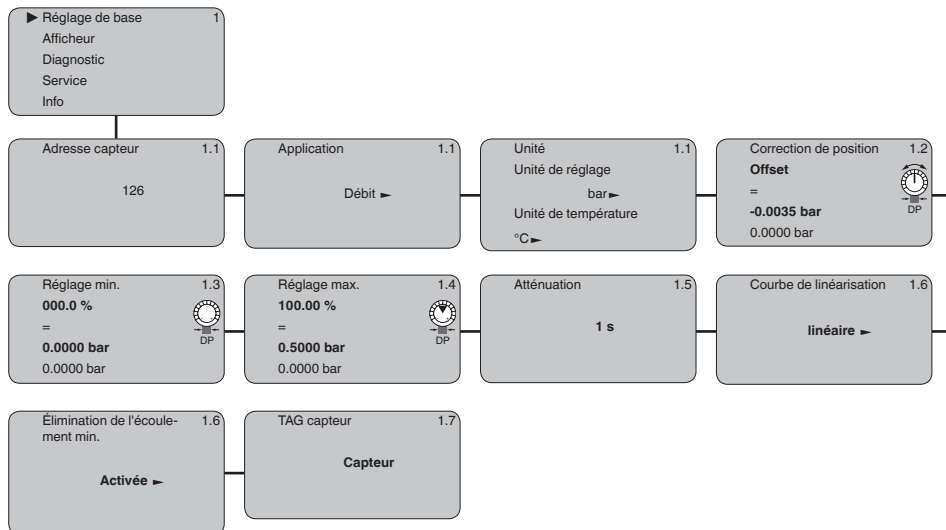 ▶ Réglage de base 1
Afficheur
Diagnostic
Service
Info
Adresse capteur 1.1
126
Application 1.1
Débit ►
Unité 1.1
Unité de réglage
bar ►
Unité de température
°C ►
Correction de position 1.2
Offset
=
-0.0035 bar
0.0000 bar
DP
Réglage min. 1.3
000.0 %
=
0.0000 bar
0.0000 bar
DP
Réglage max. 1.4
100.00 %
=
0.5000 bar
0.0000 bar
DP
Atténuation 1.5
1 s
Courbe de linéarisation 1.6
linéaire ►
Élimination de l'écoule- 1.6
ment min.
Activée ►
TAG capteur 1.7
Capteur